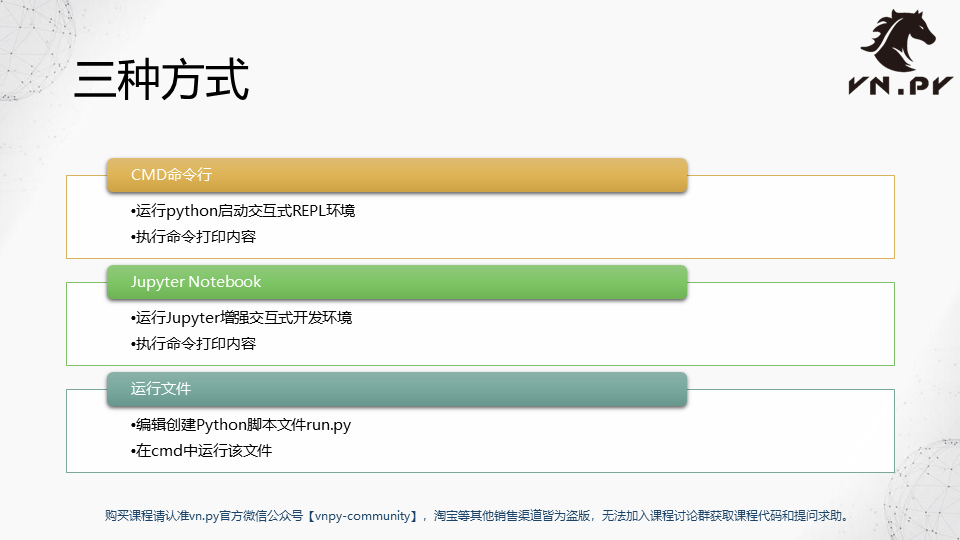 三种方式
VN.PY
CMD命令行
•运行python启动交互式REPL环境
•执行命令打印内容
Jupyter Notebook
•运行Jupyter增强交互式开发环境
•执行命令打印内容
运行文件
•编辑创建Python脚本文件run.py
•在cmd中运行该文件
购买课程请认准vn.py官方微信公众号【vnpy-community】，淘宝等其他销售渠道皆为盗版，无法加入课程讨论群获取课程代码和提问求助。